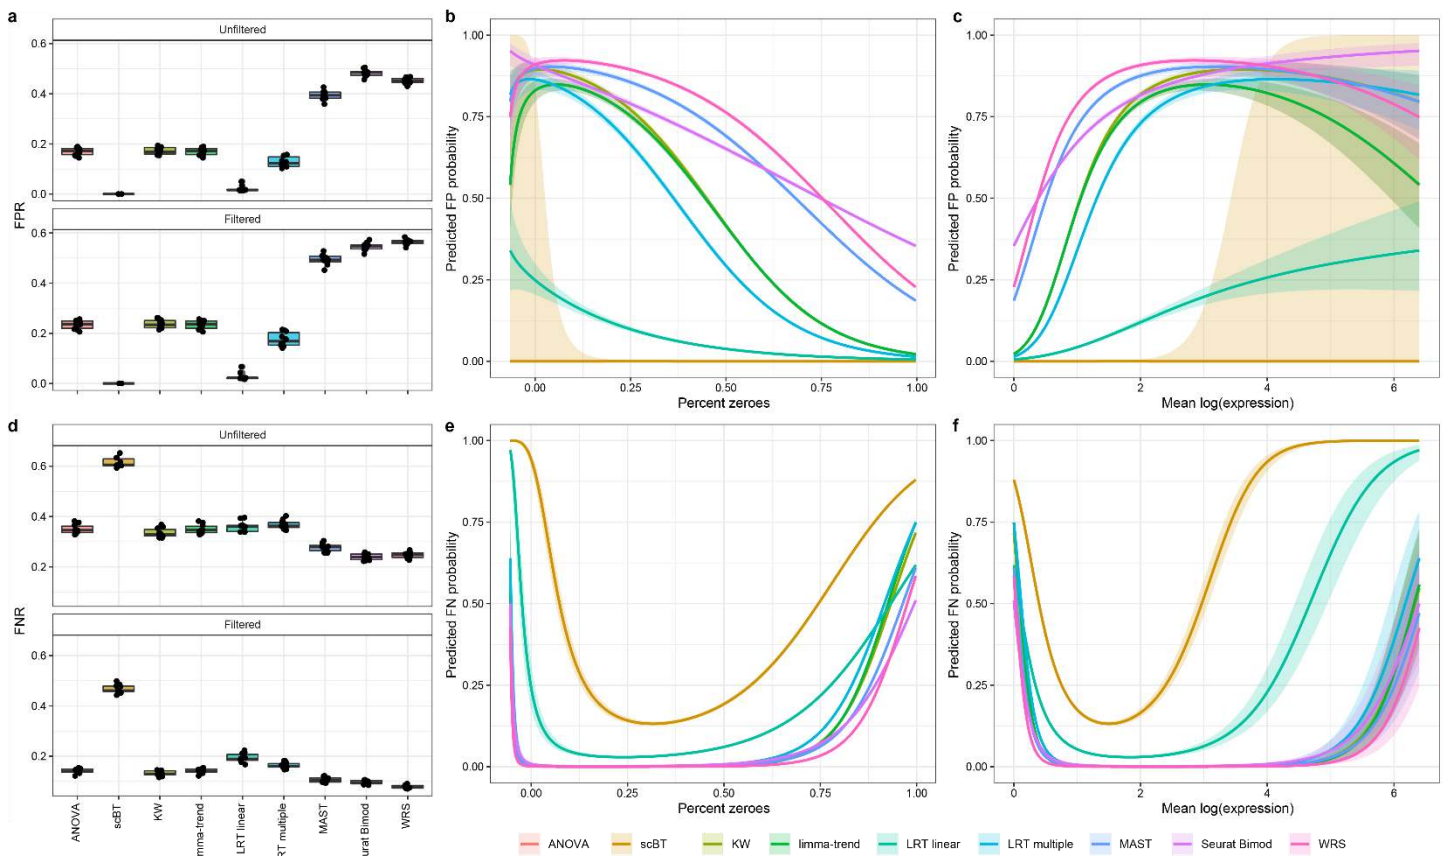 a
Unfiltered
0.6
0.4
0.2
0.0
FPR
Filtered
0.6
0.4
0.2
0.0
b
1.00
0.75
0.50
0.25
0.00
Predicted FP probability
0.00 0.25 0.50 0.75 1.00
Percent zeroes
c
1.00
0.75
0.50
0.25
0.00
Predicted FP probability
0 2 4 6
Mean log(expression)
d
Unfiltered
0.6
0.4
0.2
FNR
Filtered
0.6
0.4
0.2
ANOVA
scBT
KW
mma-trend
LRT linear
RT multiple
MAST
eurat Bimod
WRS
e
1.00
0.75
0.50
0.25
0.00
Predicted FN probability
0.00 0.25 0.50 0.75 1.00
Percent zeroes
f
1.00
0.75
0.50
0.25
0.00
Predicted FN probability
0 2 4 6
Mean log(expression)
ANOVA scBT KW limma-trend LRT linear LRT multiple MAST Seurat Bimod WRS